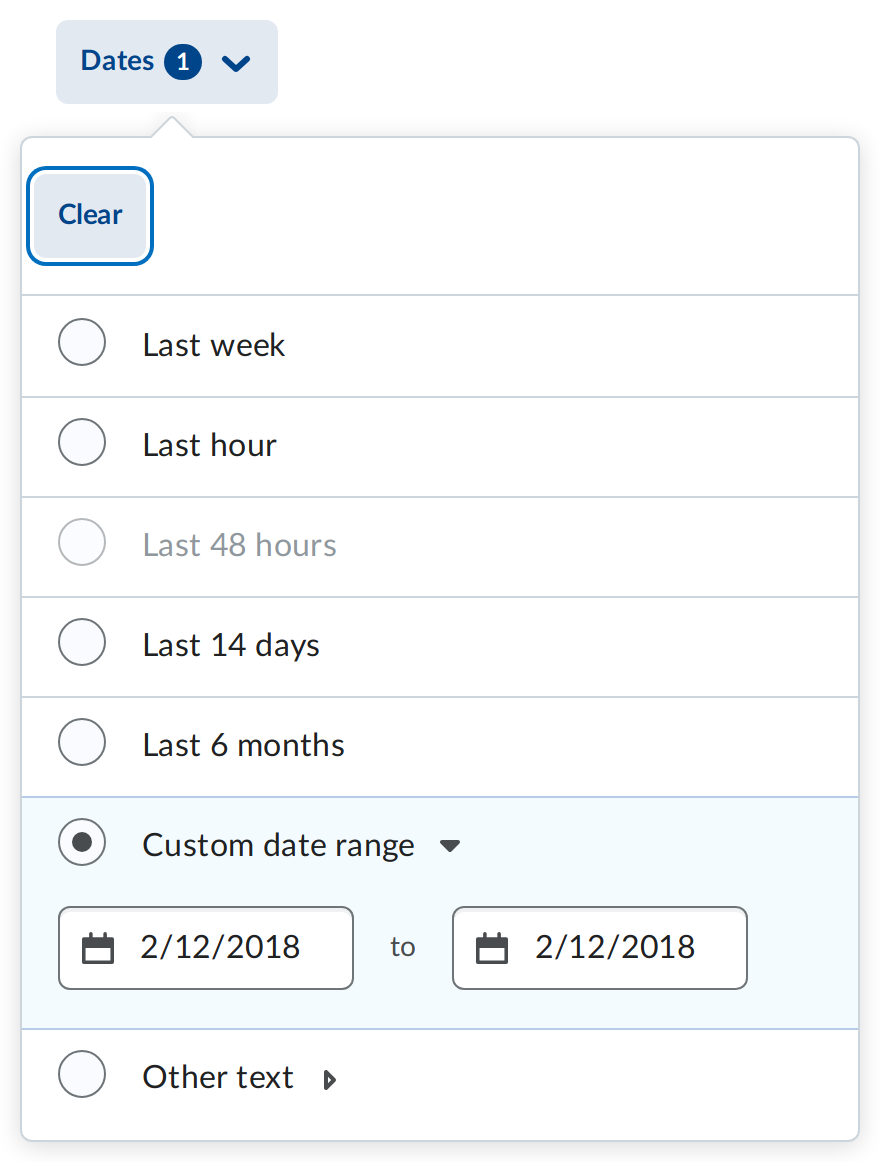 Dates 1
Clear
Last week
Last hour
Last 48 hours
Last 14 days
Last 6 months
Custom date range
2/12/2018 to 2/12/2018
Other text